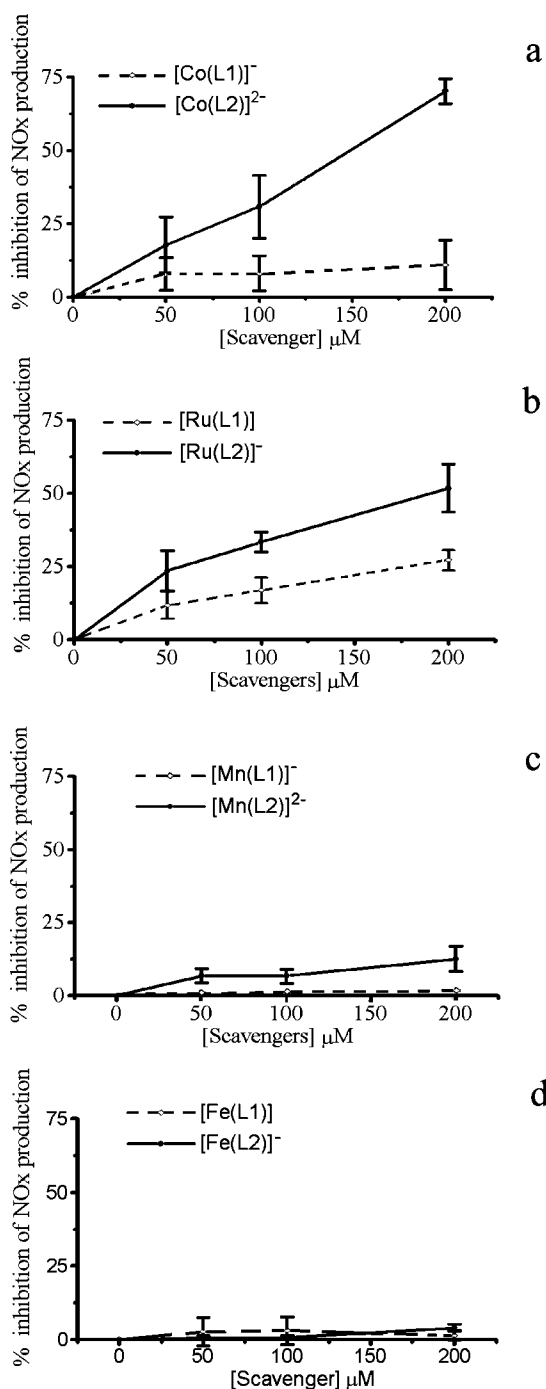 a
[Co(L1)]⁻
[Co(L2)]²⁻
% inhibition of NOx production
75
50
25
0
0 50 100 150 200
[Scavenger] μM
b
[Ru(L1)]
[Ru(L2)]⁻
% inhibition of NOx production
75
50
25
0
0 50 100 150 200
[Scavengers] μM
c
[Mn(L1)]⁻
[Mn(L2)]²⁻
% inhibition of NOx production
75
50
25
0
0 50 100 150 200
[Scavengers] μM
d
[Fe(L1)]
[Fe(L2)]⁻
% inhibition of NOx production
75
50
25
0
0 50 100 150 200
[Scavenger] μM